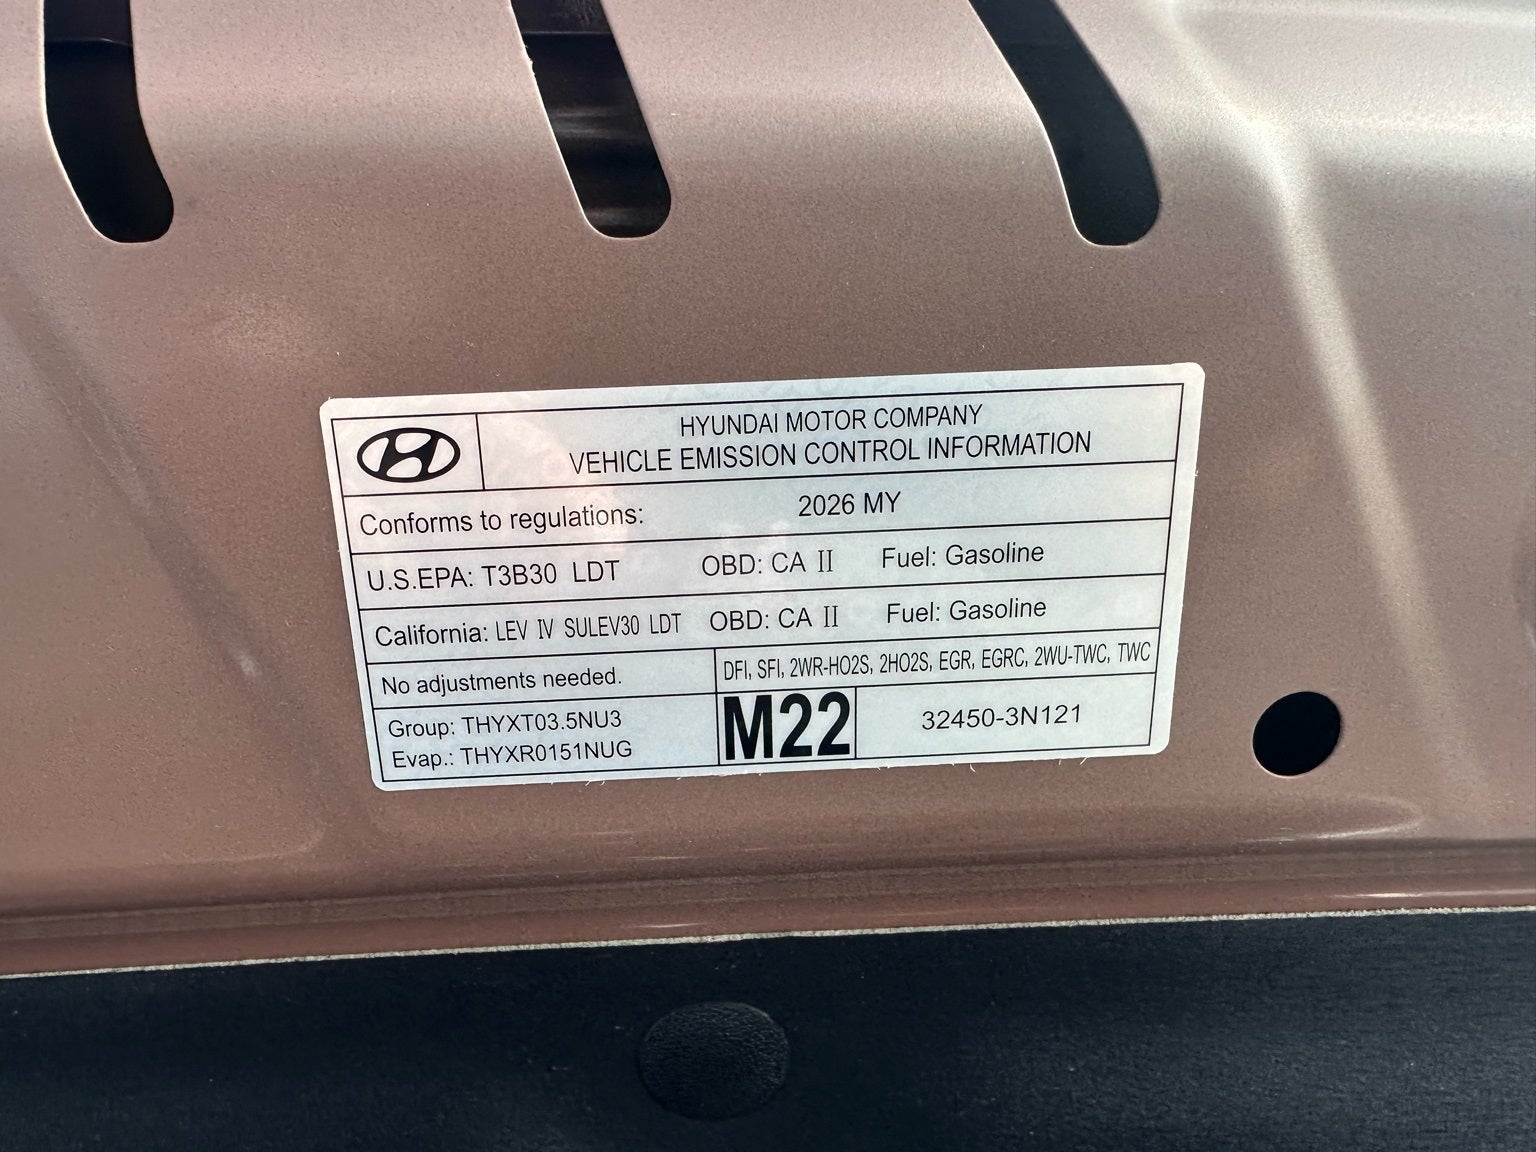 HYUNDAI MOTOR COMPANY
VEHICLE EMISSION CONTROL INFORMATION
Conforms to regulations: 2026 MY
U.S.EPA: T3B30 LDT OBD: CA II Fuel: Gasoline
California: LEV IV SULEV30 LDT OBD: CA II Fuel: Gasoline
No adjustments needed.
DFI, SFI, 2WR-HO2S, 2HO2S, EGR, EGRC, 2WU-TWC, TWC
Group: THYXT03.5NU3
Evap.: THYXR0151NUG
M22
32450-3N121